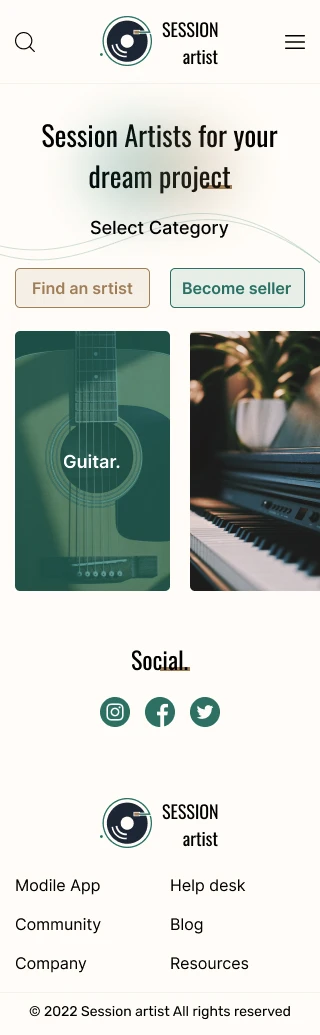 SESSION
artist
Session Artists for your
dream project
Select Category
Find an srtist
Become seller
Guitar.
Social.
SESSION
artist
Modile App
Help desk
Community
Blog
Company
Resources
© 2022 Session artist All rights reserved